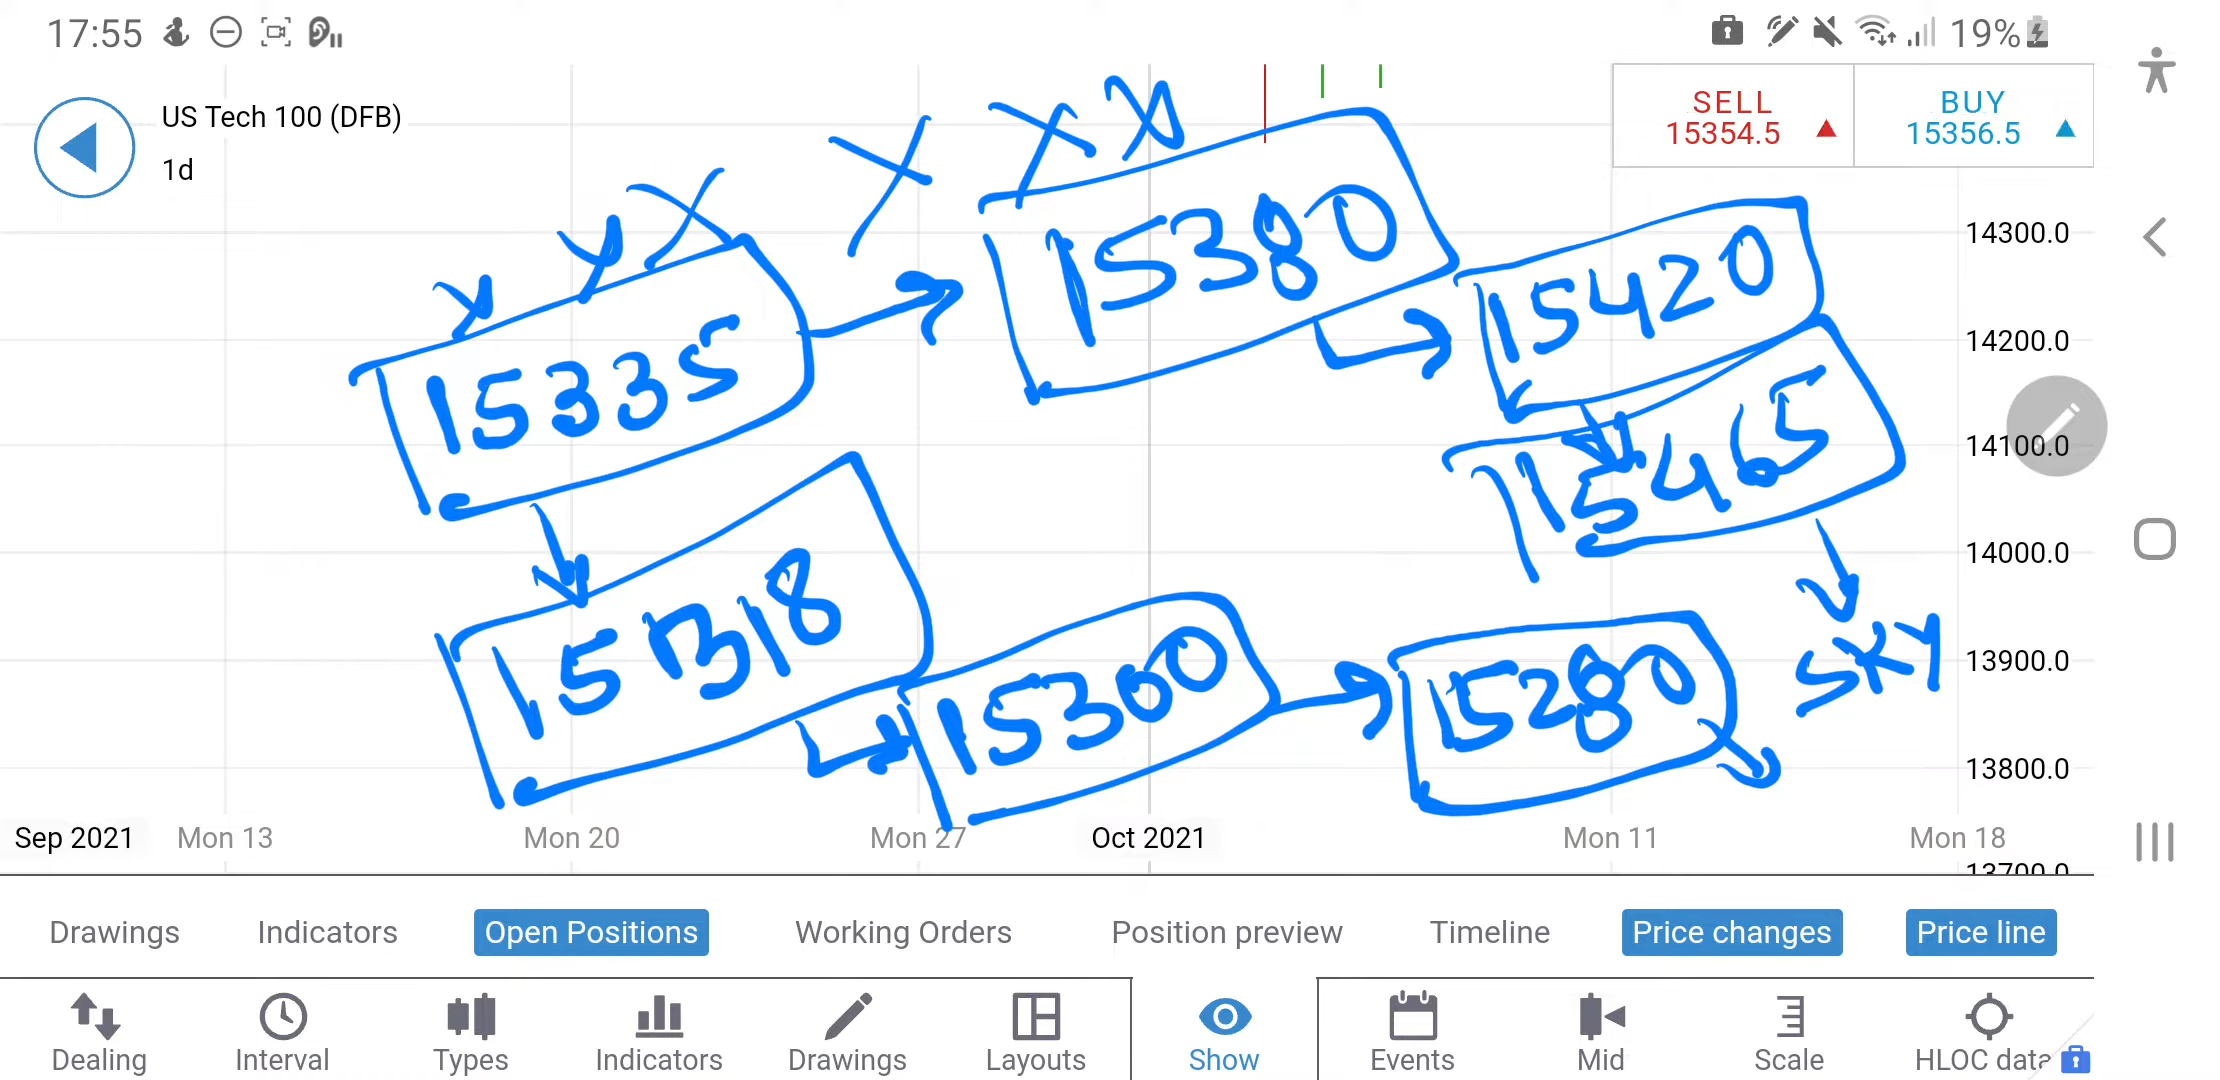 17:55 19%
US Tech 100 (DFB)
1d
SELL
15354.5
BUY
15356.5
X X X X X X
15335
15380
15420
15465
SKY
15318
15300
15280
14300.0
14200.0
14100.0
14000.0
13900.0
13800.0
13700.0
Sep 2021 Mon 13 Mon 20 Mon 27 Oct 2021 Mon 11 Mon 18
Drawings Indicators Open Positions Working Orders Position preview Timeline Price changes Price line
Dealing Interval Types Indicators Drawings Layouts Show Events Mid Scale HLOC data